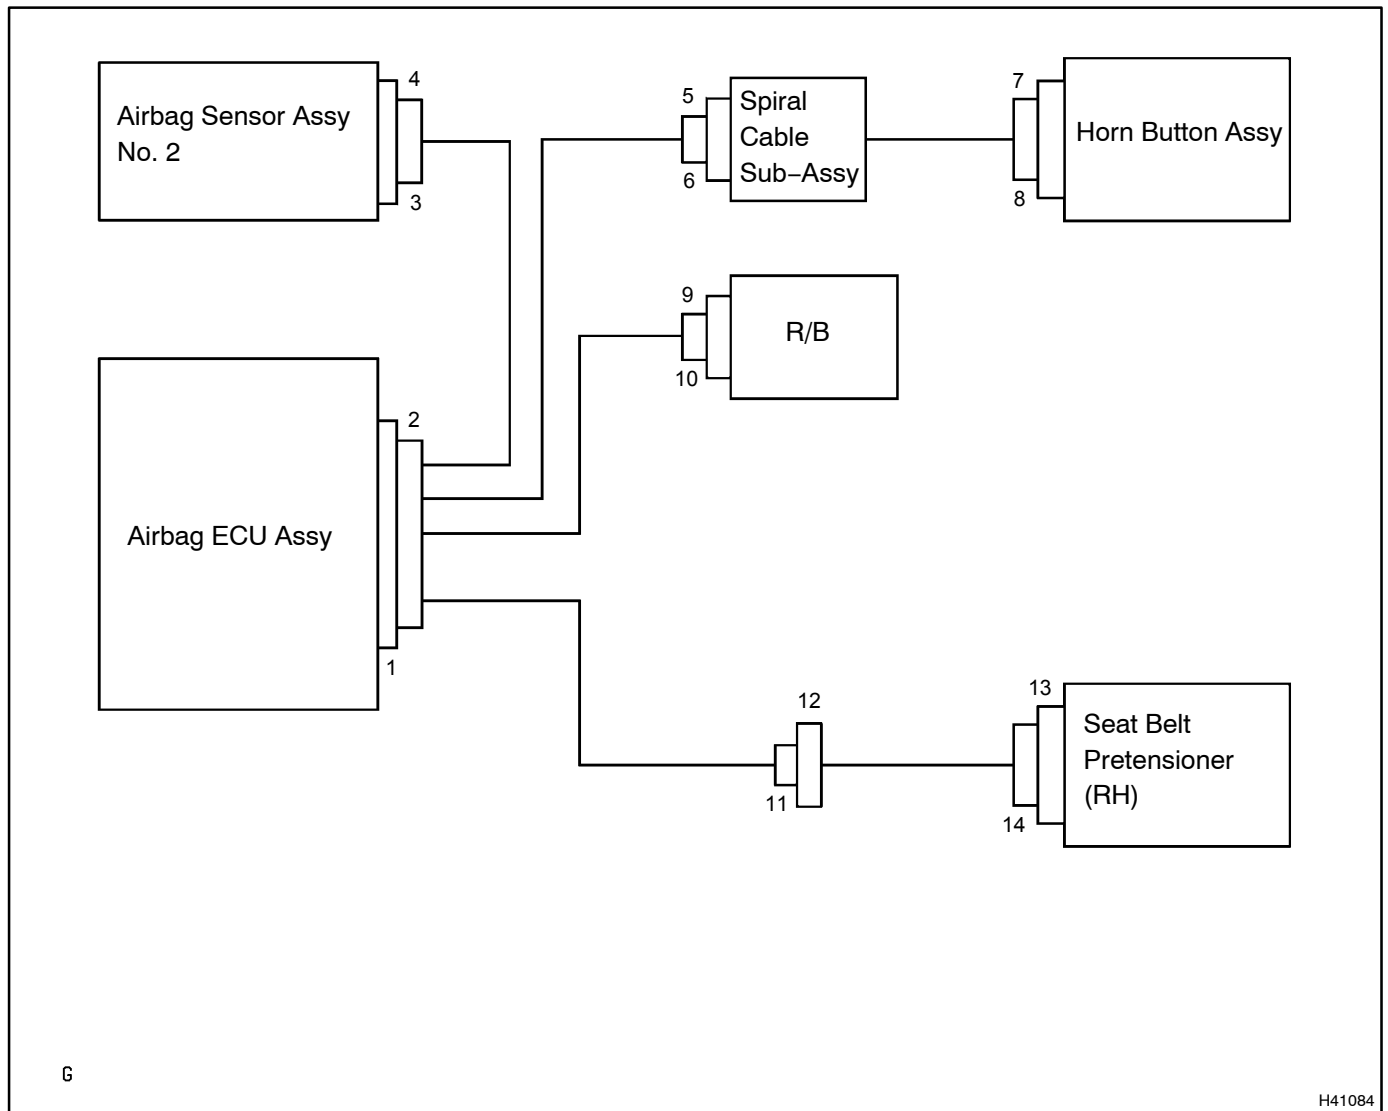 4
Airbag Sensor Assy
No. 2
3
5
Spiral
Cable
Sub−Assy
6
7
Horn Button Assy
8
9
R/B
10
2
Airbag ECU Assy
1
12
11
13
Seat Belt
Pretensioner
(RH)
14
G
H41084